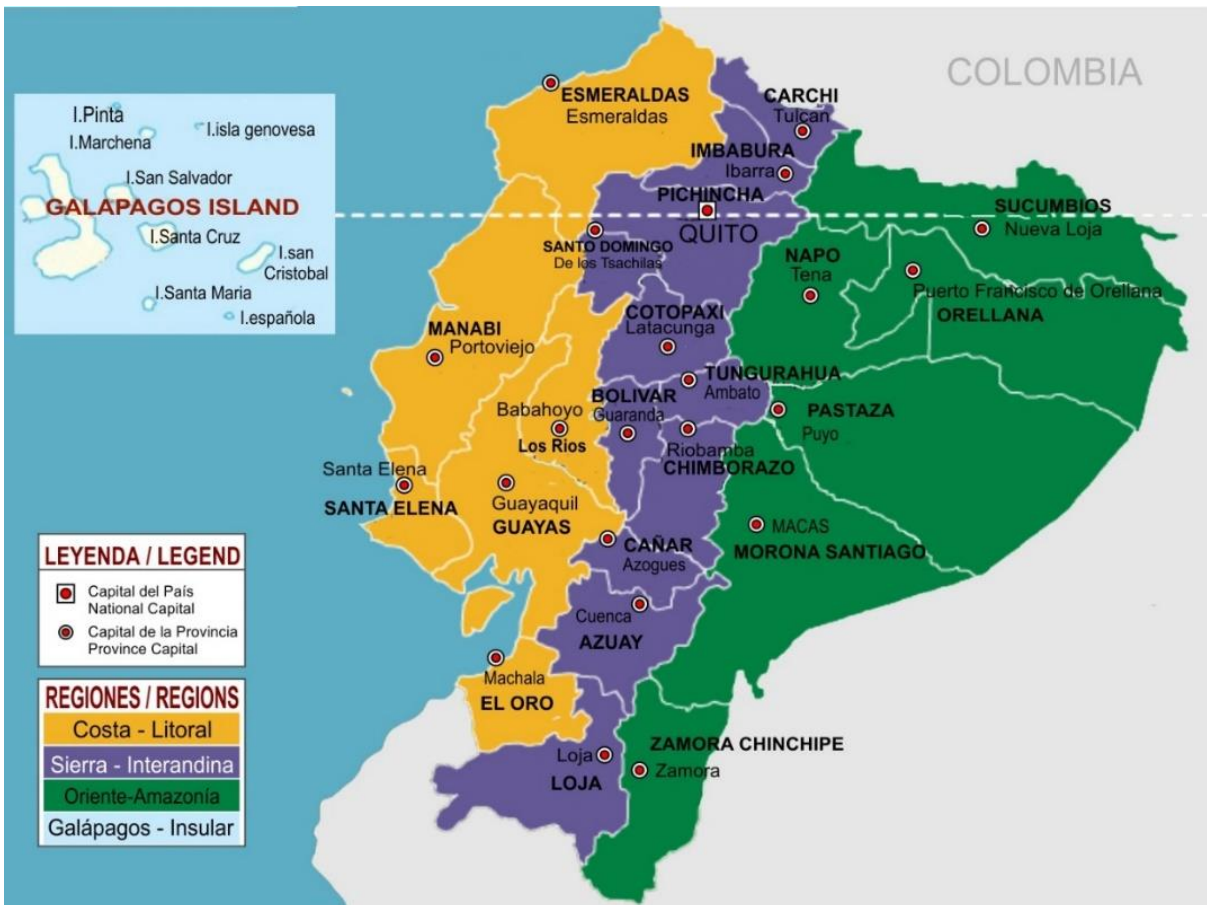 COLOMBIA
ESMERALDAS
Esmeraldas
CARCHI
Tulcan
I.Pinta
I.Marchena
I.isla genovesa
I.San Salvador
GALAPAGOS ISLAND
I.Santa Cruz
I.san
Cristobal
I.Santa Maria
I.española
IMBABURA
Ibarra
PICHINCHA
QUITO
SUCUMBIOS
Nueva Loja
SANTO DOMINGO
De los Tsachilas
NAPO
Tena
Puerto Francisco de Orellana
ORELLANA
COTOPAXI
Latacunga
MANABI
Portoviejo
TUNGURAHUA
Ambato
BOLIVAR
Guaranda
PASTAZA
Puyo
Babahoyo
Los Rios
Riobamba
CHIMBORAZO
Santa Elena
SANTA ELENA
Guayaquil
GUAYAS
MACAS
MORONA SANTIAGO
CAÑAR
Azogues
Cuenca
AZUAY
Machala
EL ORO
Loja
LOJA
ZAMORA CHINCHIPE
Zamora
LEYENDA / LEGEND
Capital del País
National Capital
Capital de la Provincia
Province Capital
REGIONES / REGIONS
Costa - Litoral
Sierra - Interandina
Oriente-Amazonía
Galápagos - Insular